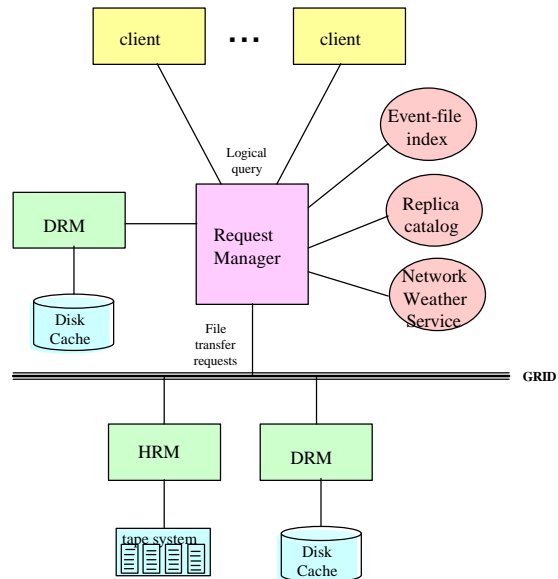 client
...
client
Event-file
index
Logical
query
Replica
catalog
DRM
Request
Manager
Network
Weather
Service
Disk
Cache
File
transfer
requests
GRID
HRM
DRM
tape system
Disk
Cache